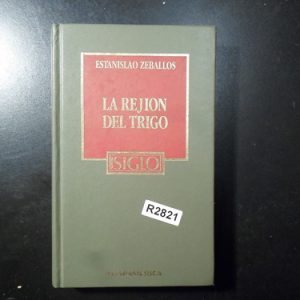 ESTANISLAO ZEBALLOS
LA REJION
DEL TRIGO
SIGLO
R2821